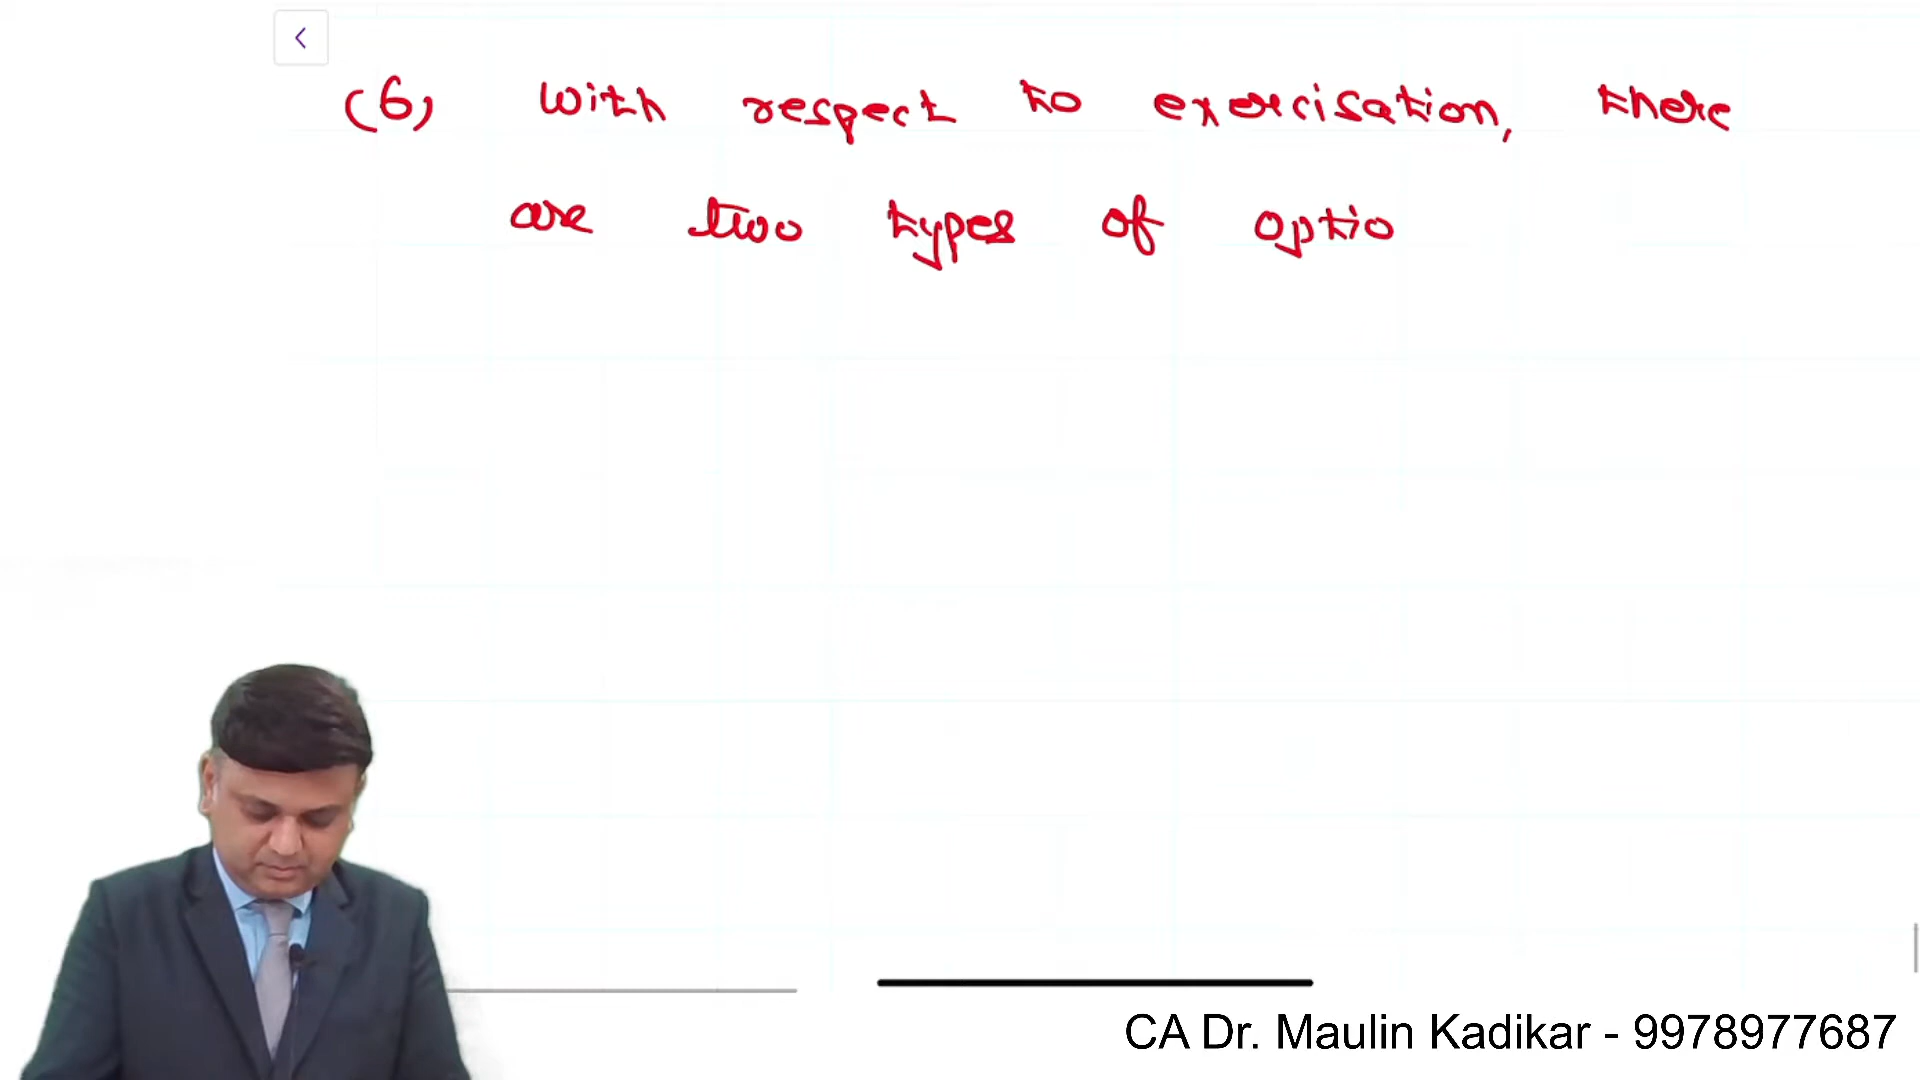 (6) with respect to exercisation, there
are two types of optio
CA Dr. Maulin Kadikar - 9978977687